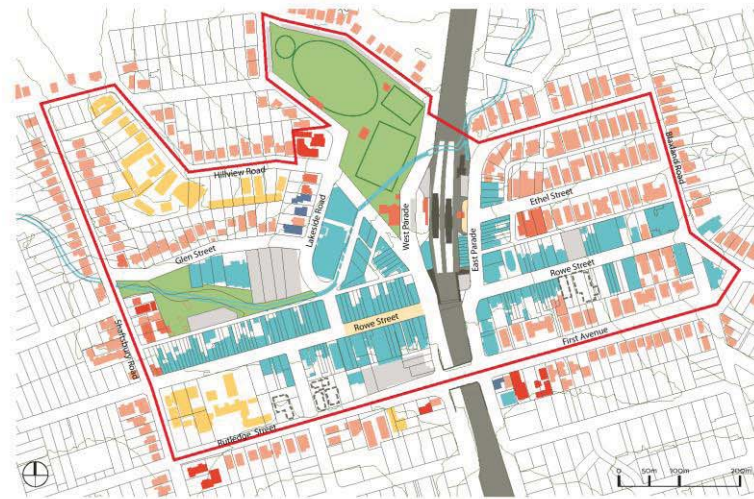 Hillview Road
Lakeside Road
West Parade
East Parade
Ethel Street
Blaxland Road
Glen Street
Rowe Street
Rowe Street
Shaftsbury Road
First Avenue
Rutledge Street
0 50m 100m 200m